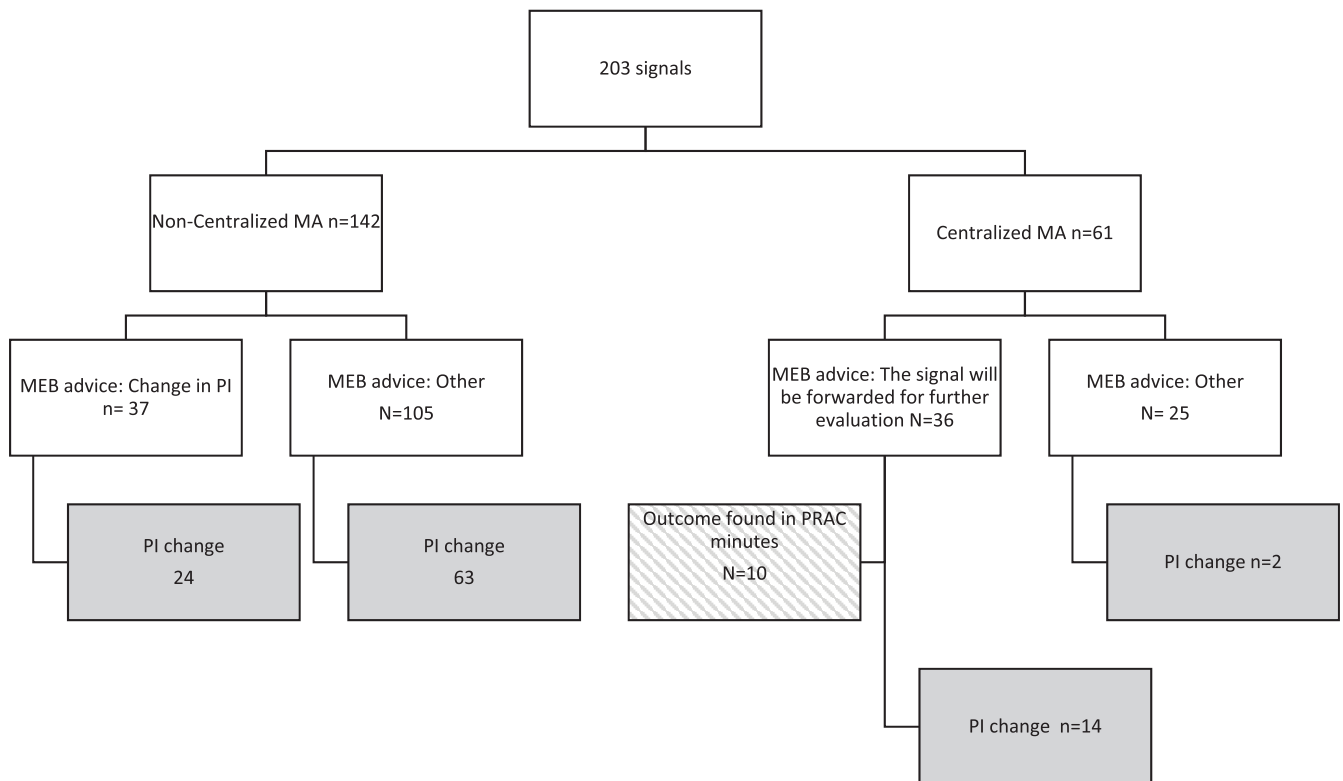 203 signals
Non-Centralized MA n=142
Centralized MA n=61
MEB advice: Change in PI
n= 37
MEB advice: Other
N=105
MEB advice: The signal will
be forwarded for further
evaluation N=36
MEB advice: Other
N= 25
PI change
24
PI change
63
Outcome found in PRAC
minutes
N=10
PI change n=2
PI change  n=14